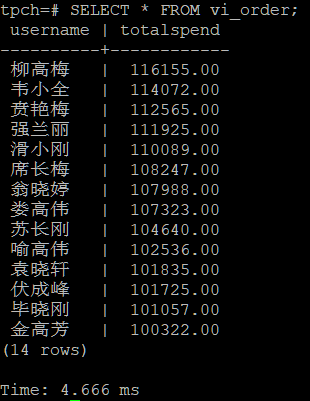 tpch=# SELECT * FROM vi_order;
 username | totalspend
----------+------------
 柳高梅   |  116155.00
 韦小全   |  114072.00
 贲艳梅   |  112565.00
 强兰丽   |  111925.00
 滑小刚   |  110089.00
 席长梅   |  108247.00
 翁晓婷   |  107988.00
 娄高伟   |  107323.00
 苏长刚   |  104640.00
 喻高伟   |  102536.00
 袁晓轩   |  101835.00
 伏成峰   |  101725.00
 毕晓刚   |  101057.00
 金高芳   |  100322.00
(14 rows)
Time: 4.666 ms